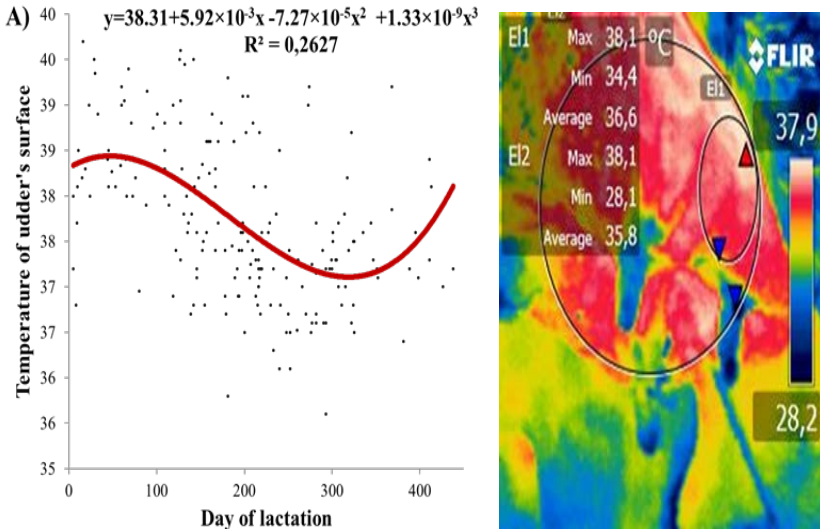 A)
y=38.31+5.92×10⁻³x -7.27×10⁻⁵x² +1.33×10⁻⁹x³
R² = 0,2627
Temperature of udder's surface
40
40
39
39
38
38
37
37
36
36
35
0
100
200
300
400
Day of lactation
El2
El1 Max 38,1 °C
Min 34,4
Average 36,6
El2 Max 38,1
Min 28,1
Average 35,8
El1
FLIR
37,9
28,2